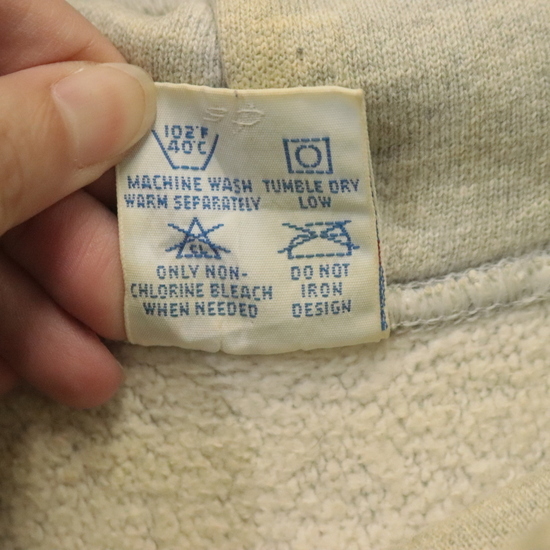 102°F
40°C
MACHINE WASH
WARM SEPARATELY
TUMBLE DRY
LOW
CL
ONLY NON-
CHLORINE BLEACH
WHEN NEEDED
DO NOT
IRON
DESIGN